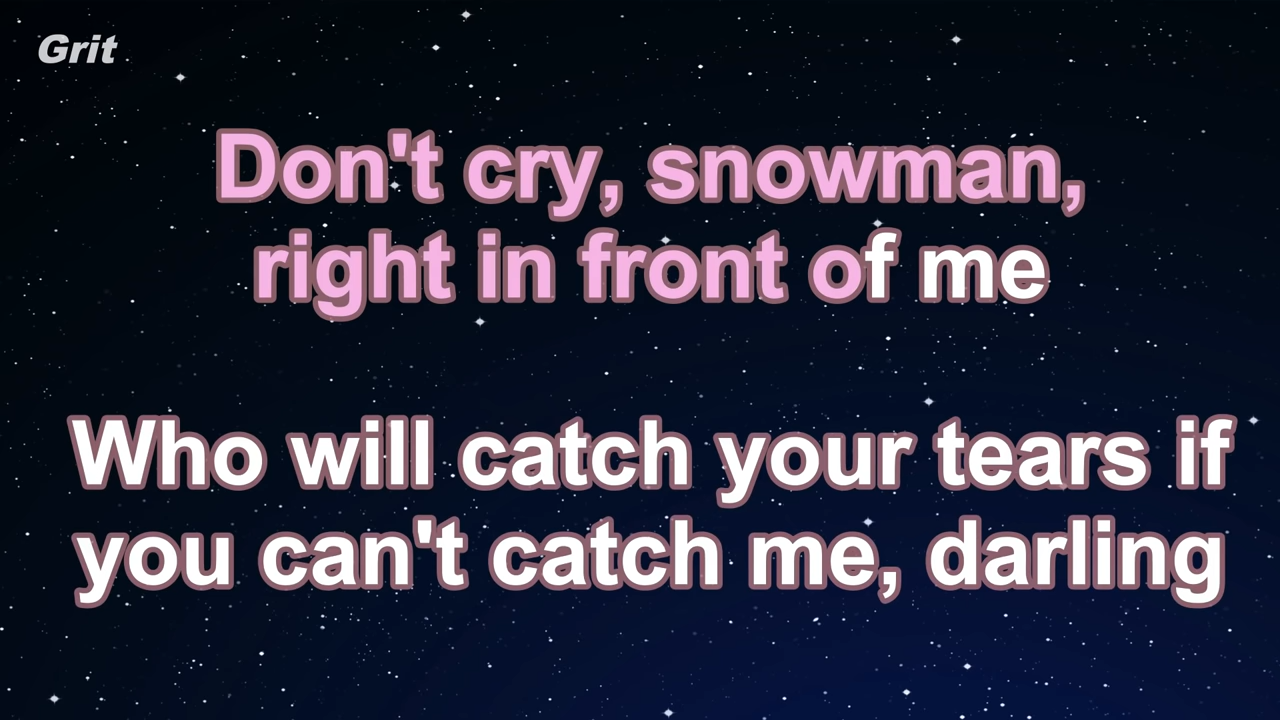 Grit
Don't cry, snowman,
right in front of me
Who will catch your tears if
you can't catch me, darling